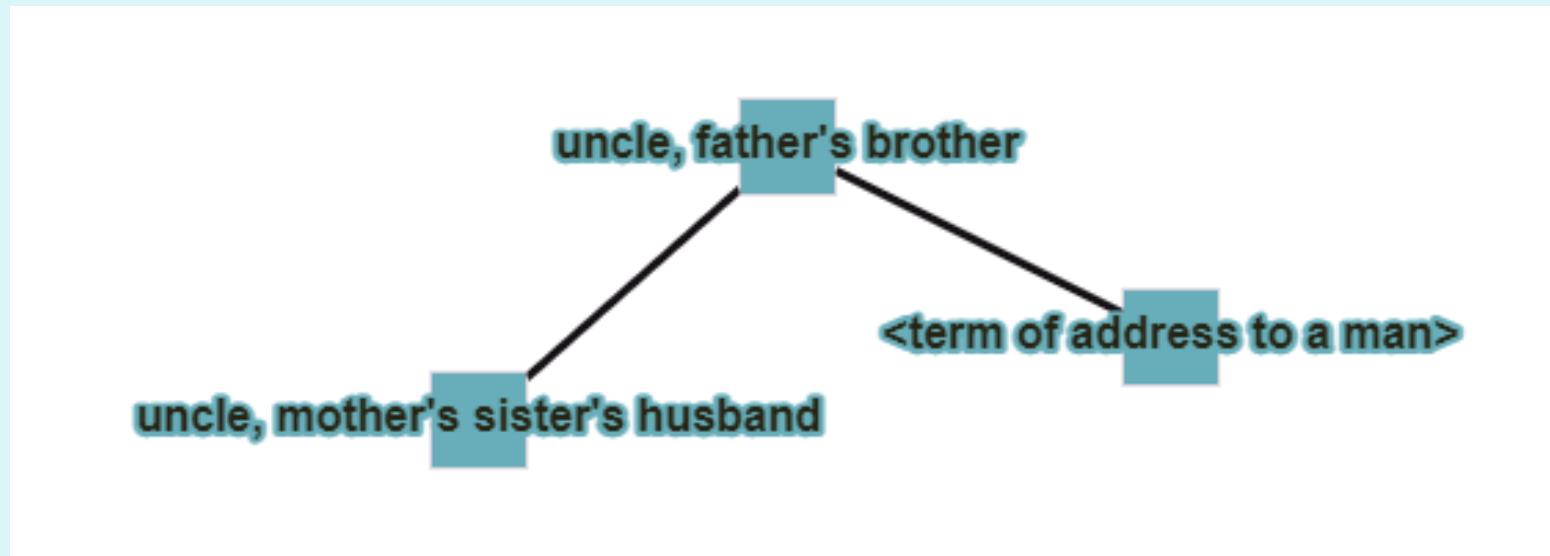 uncle, father's brother
<term of address to a man>
uncle, mother's sister's husband